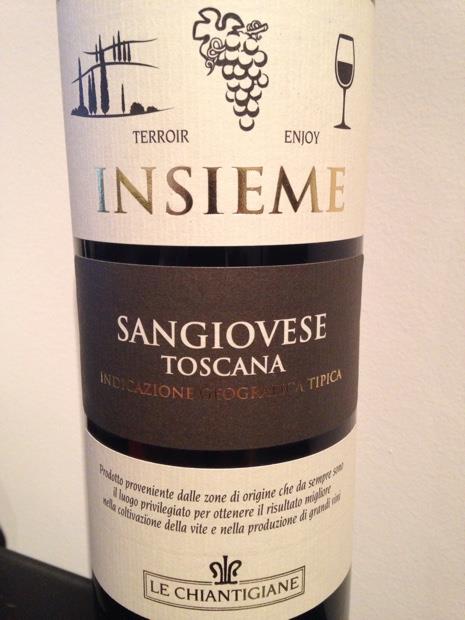 TERROIR ENJOY
INSIEME
SANGIOVESE
TOSCANA
INDICAZIONE GEOGRAFICA TIPICA
Prodotto proveniente dalle zone di origine che da sempre sono
il luogo privilegiato per ottenere il risultato migliore
nella coltivazione della vite e nella produzione di grandi vini
LE CHIANTIGIANE